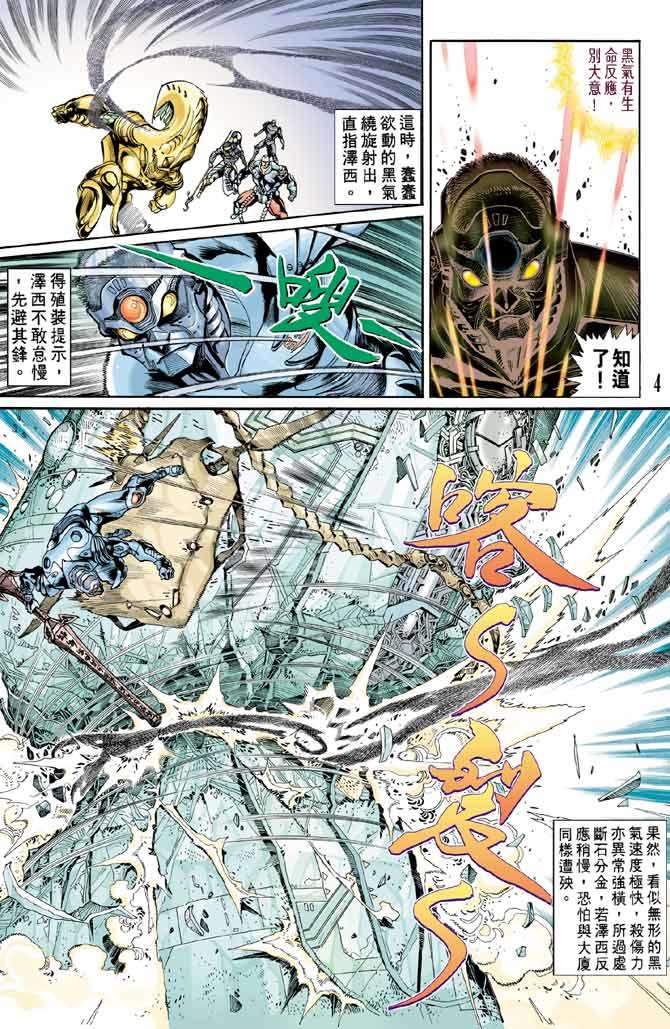 黑氣有生
命反應，
別大意！
知道
了！
這時，蠢蠢
欲動的黑氣
繞旋射出，
直指澤西。
得殖裝提示，
澤西不敢怠慢
，先避其鋒。
4
喀
S
裂
S
果然，看似無形的黑
氣速度極快，殺傷力
亦異常強橫，所過處
斷石分金，若澤西反
應稍慢，恐怕與大廈
同樣遭殃。